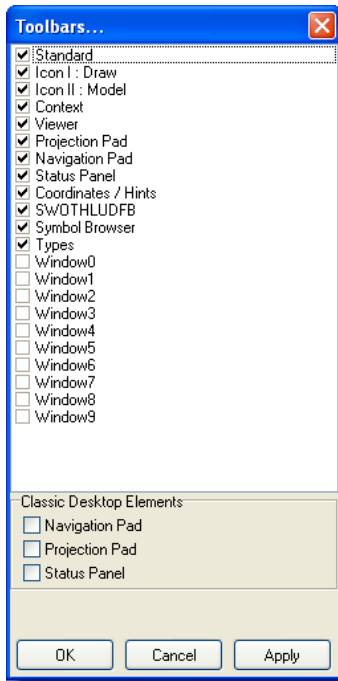 Toolbars...
Standard
Icon I : Draw
Icon II : Model
Context
Viewer
Projection Pad
Navigation Pad
Status Panel
Coordinates / Hints
SWOTHLUDFB
Symbol Browser
Types
Window0
Window1
Window2
Window3
Window4
Window5
Window6
Window7
Window8
Window9
Classic Desktop Elements
Navigation Pad
Projection Pad
Status Panel
OK Cancel Apply